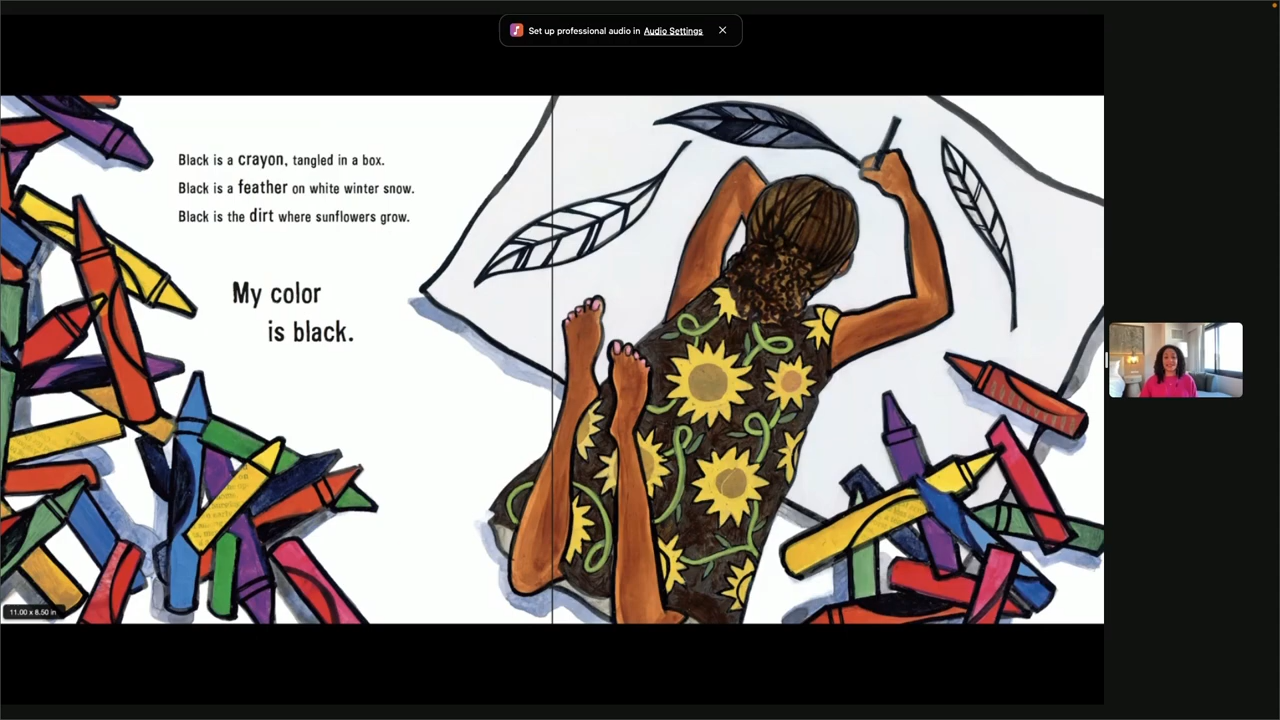 Set up professional audio in Audio Settings
Black is a crayon, tangled in a box.
Black is a feather on white winter snow.
Black is the dirt where sunflowers grow.
My color
is black.
11.00 x 8.50 in